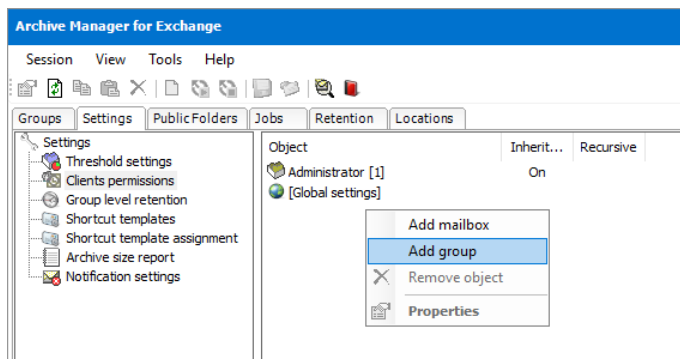 Archive Manager for Exchange
Session View Tools Help
Groups Settings Public Folders Jobs Retention Locations
Settings
Threshold settings
Clients permissions
Group level retention
Shortcut templates
Shortcut template assignment
Archive size report
Notification settings
Object Inherit... Recursive
Administrator [1] On
[Global settings]
Add mailbox
Add group
Remove object
Properties